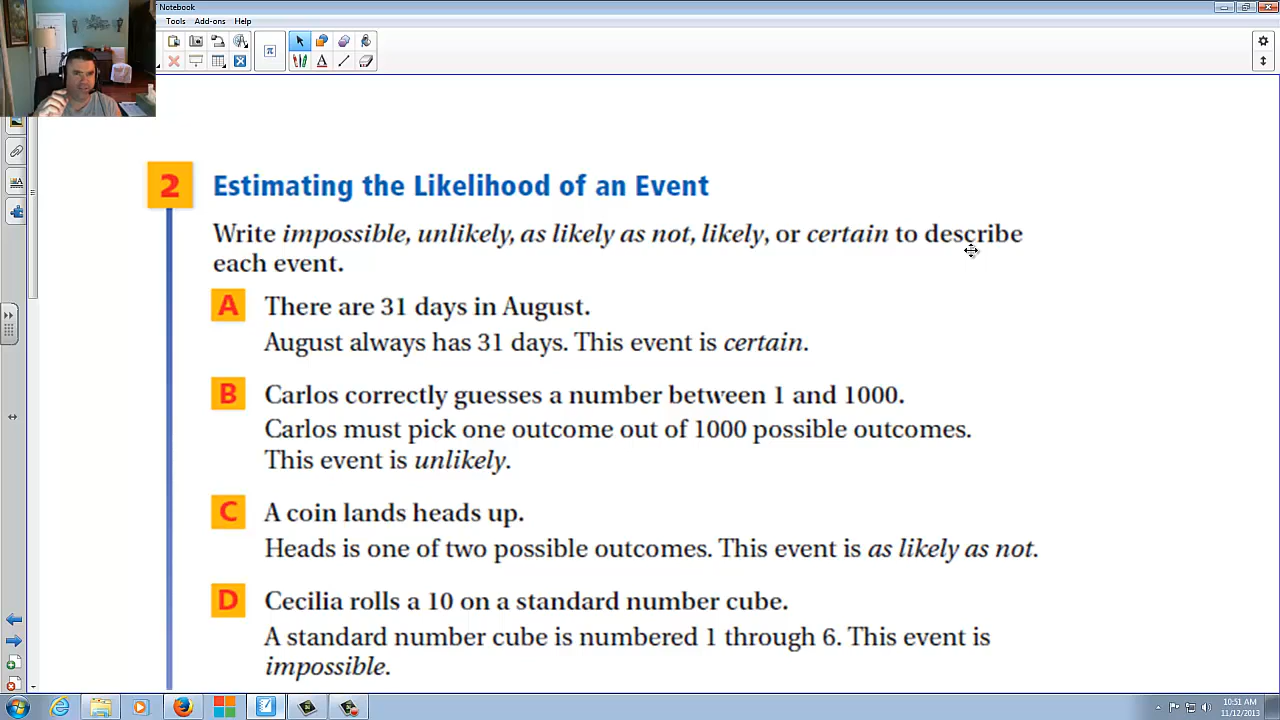 Notebook
Tools Add-ons Help
π
A
2 Estimating the Likelihood of an Event
Write impossible, unlikely, as likely as not, likely, or certain to describe
each event.
A There are 31 days in August.
August always has 31 days. This event is certain.
B Carlos correctly guesses a number between 1 and 1000.
Carlos must pick one outcome out of 1000 possible outcomes.
This event is unlikely.
C A coin lands heads up.
Heads is one of two possible outcomes. This event is as likely as not.
D Cecilia rolls a 10 on a standard number cube.
A standard number cube is numbered 1 through 6. This event is
impossible.
10:51 AM
11/12/2013